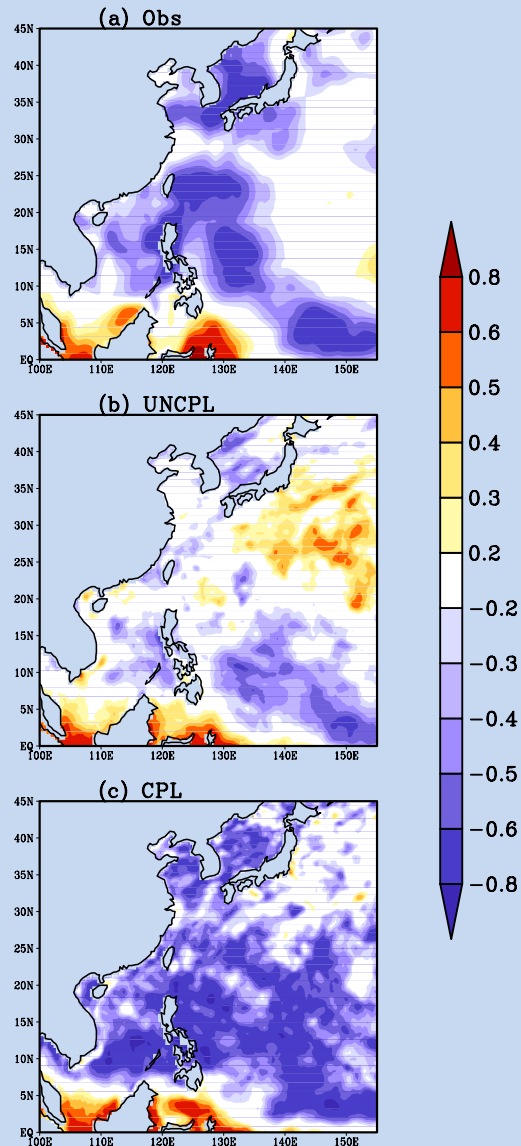 (a) Obs
45N
40N
35N
30N
25N
20N
15N
10N
5N
EQ
100E 110E 120E 130E 140E 150E
(b) UNCPL
45N
40N
35N
30N
25N
20N
15N
10N
5N
EQ
100E 110E 120E 130E 140E 150E
(c) CPL
45N
40N
35N
30N
25N
20N
15N
10N
5N
EQ
100E 110E 120E 130E 140E 150E
0.8
0.6
0.5
0.4
0.3
0.2
-0.2
-0.3
-0.4
-0.5
-0.6
-0.8